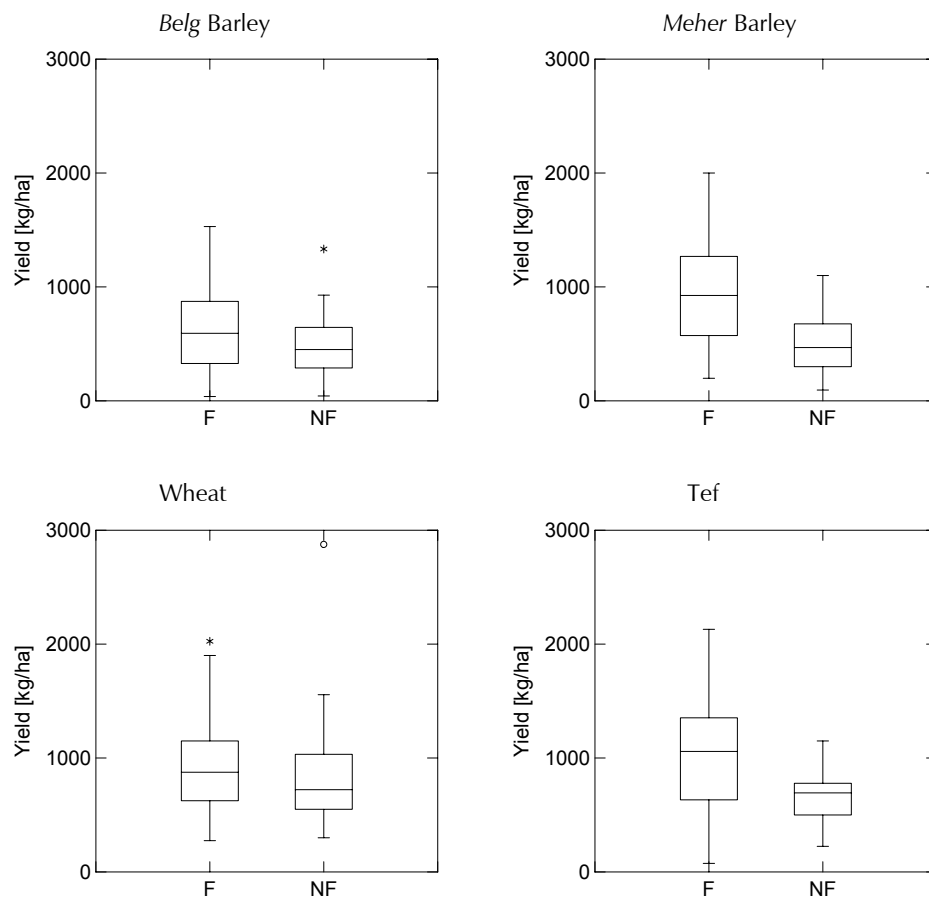 Belg Barley
3000
2000
1000
0
Yield [kg/ha]
F NF
Meher Barley
3000
2000
1000
0
Yield [kg/ha]
F NF
Wheat
3000
2000
1000
0
Yield [kg/ha]
F NF
Tef
3000
2000
1000
0
Yield [kg/ha]
F NF